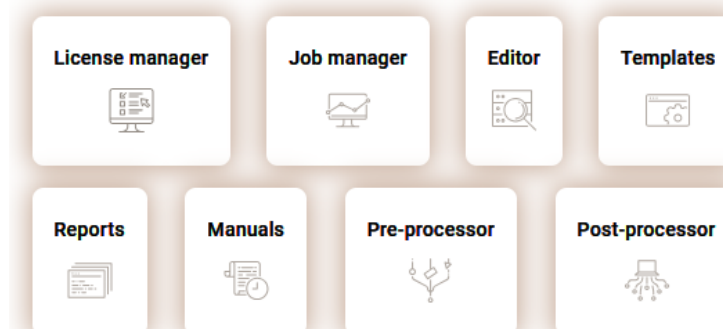 License manager
Job manager
Editor
Templates
Reports
Manuals
Pre-processor
Post-processor